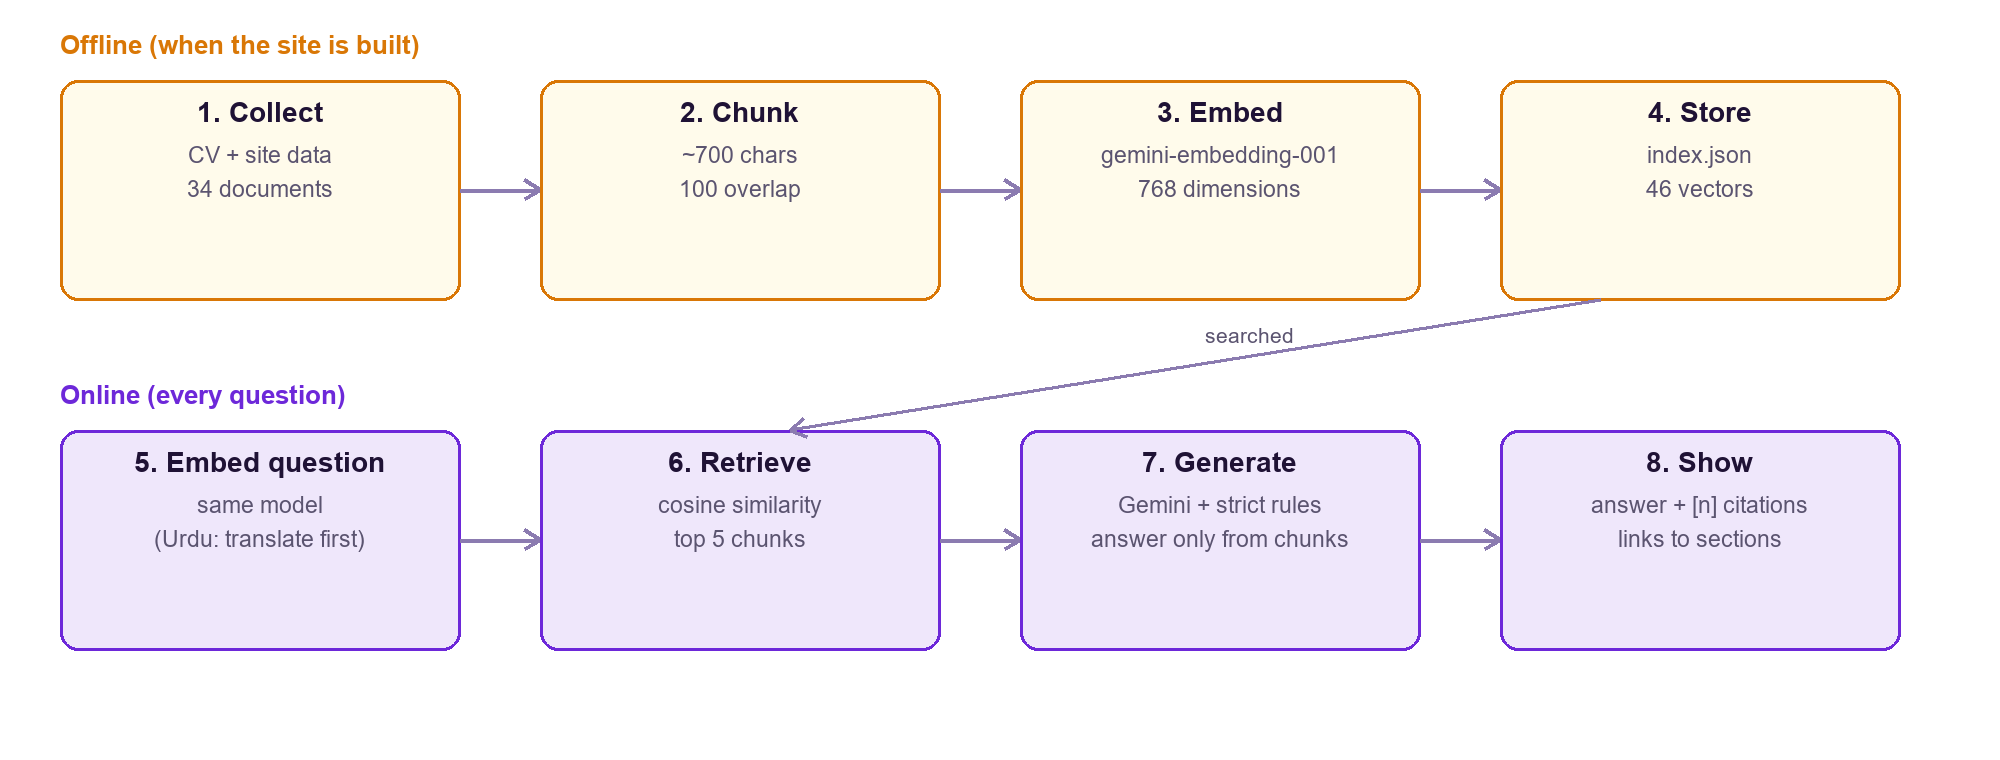 Offline (when the site is built)
1. Collect
CV + site data
34 documents
2. Chunk
~700 chars
100 overlap
3. Embed
gemini-embedding-001
768 dimensions
4. Store
index.json
46 vectors
searched
Online (every question)
5. Embed question
same model
(Urdu: translate first)
6. Retrieve
cosine similarity
top 5 chunks
7. Generate
Gemini + strict rules
answer only from chunks
8. Show
answer + [n] citations
links to sections